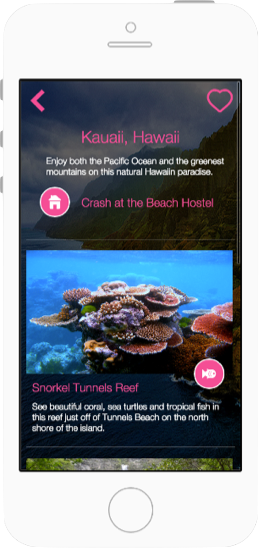 Kauaii, Hawaii
Enjoy both the Pacific Ocean and the greenest
mountains on this natural Hawaiin paradise.
Crash at the Beach Hostel
Snorkel Tunnels Reef
See beautiful coral, sea turtles and tropical fish in
this reef just off of Tunnels Beach on the north
shore of the island.